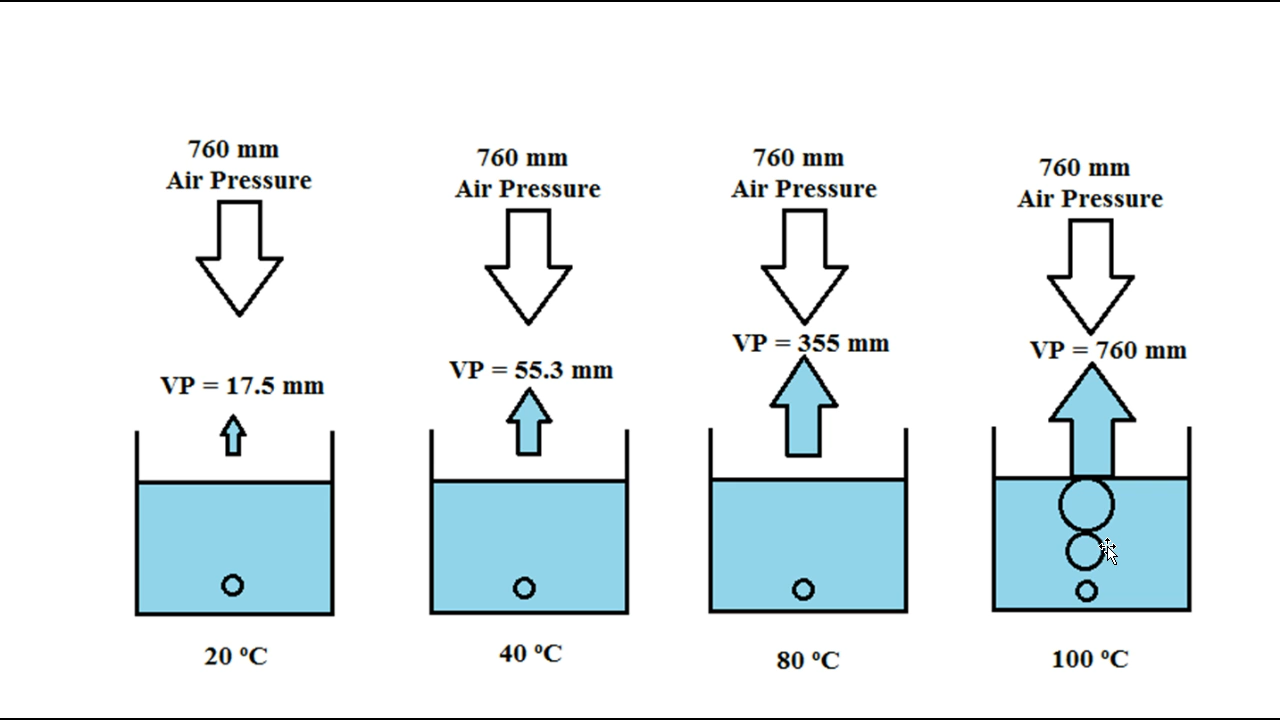 760 mm
Air Pressure
VP = 17.5 mm
20 ºC
760 mm
Air Pressure
VP = 55.3 mm
40 ºC
760 mm
Air Pressure
VP = 355 mm
80 ºC
760 mm
Air Pressure
VP = 760 mm
100 ºC